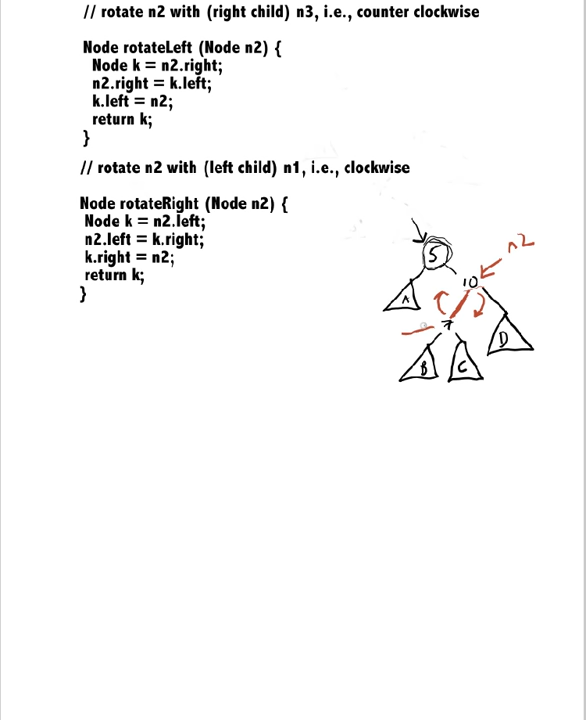 // rotate n2 with (right child) n3, i.e., counter clockwise
Node rotateLeft (Node n2) {
Node k = n2.right;
n2.right = k.left;
k.left = n2;
return k;
}
// rotate n2 with (left child) n1, i.e., clockwise
Node rotateRight (Node n2) {
Node k = n2.left;
n2.left = k.right;
k.right = n2;
return k;
}
n2
5
10
A
7
D
B
C